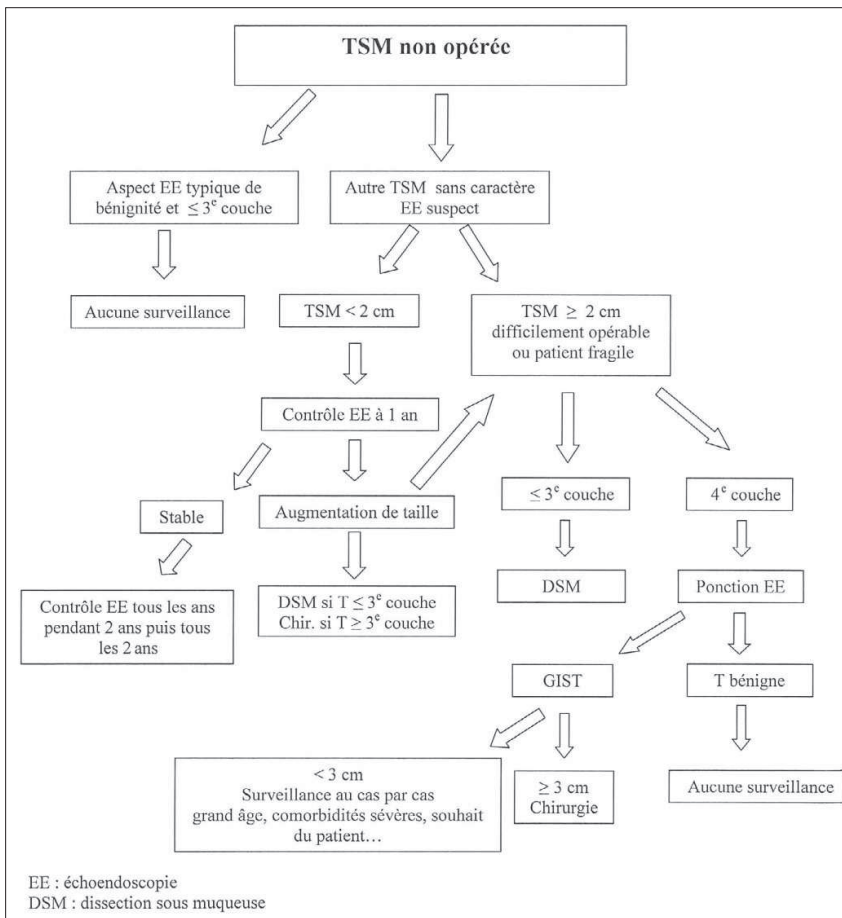 TSM non opérée
Aspect EE typique de
bénignité et ≤ 3e couche
Autre TSM sans caractère
EE suspect
Aucune surveillance
TSM < 2 cm
TSM ≥ 2 cm
difficilement opérable
ou patient fragile
Contrôle EE à 1 an
Stable
Augmentation de taille
≤ 3e couche
4e couche
Contrôle EE tous les ans
pendant 2 ans puis tous
les 2 ans
DSM si T ≤ 3e couche
Chir. si T ≥ 3e couche
DSM
Ponction EE
GIST
T bénigne
< 3 cm
Surveillance au cas par cas
grand âge, comorbidités sévères, souhait
du patient…
≥ 3 cm
Chirurgie
Aucune surveillance
EE : échoendoscopie
DSM : dissection sous muqueuse